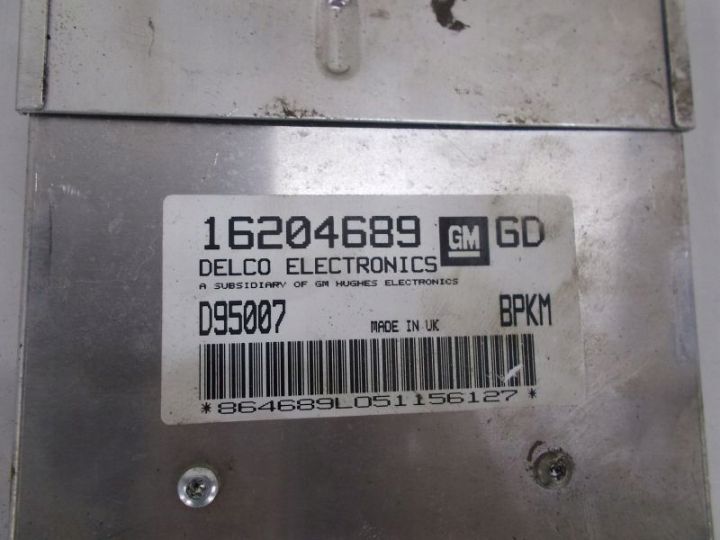 16204689 GM GD
DELCO ELECTRONICS
A SUBSIDIARY OF GM HUGHES ELECTRONICS
D95007 MADE IN UK BPKM
*864689L051156127*